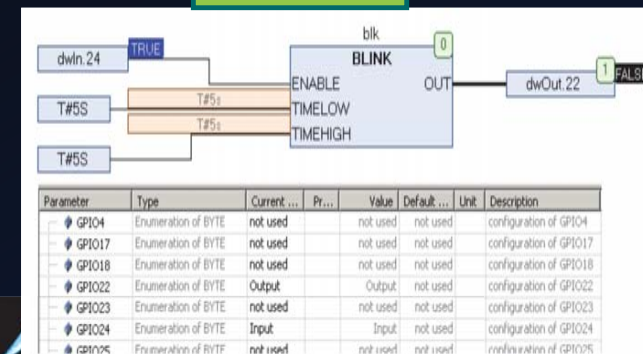 blk
0
dwIn.24
TRUE
BLINK
ENABLE
OUT
dwOut.22
1
FALS
T#5S
T#5s
TIMELOW
T#5s
TIMEHIGH
T#5S
Parameter Type Current ... Pr... Value Default ... Unit Description
GPIO4 Enumeration of BYTE not used not used not used configuration of GPIO4
GPIO17 Enumeration of BYTE not used not used not used configuration of GPIO17
GPIO18 Enumeration of BYTE not used not used not used configuration of GPIO18
GPIO22 Enumeration of BYTE Output Output not used configuration of GPIO22
GPIO23 Enumeration of BYTE not used not used not used configuration of GPIO23
GPIO24 Enumeration of BYTE Input Input not used configuration of GPIO24
GPIO25 Enumeration of BYTE not used not used not used configuration of GPIO25